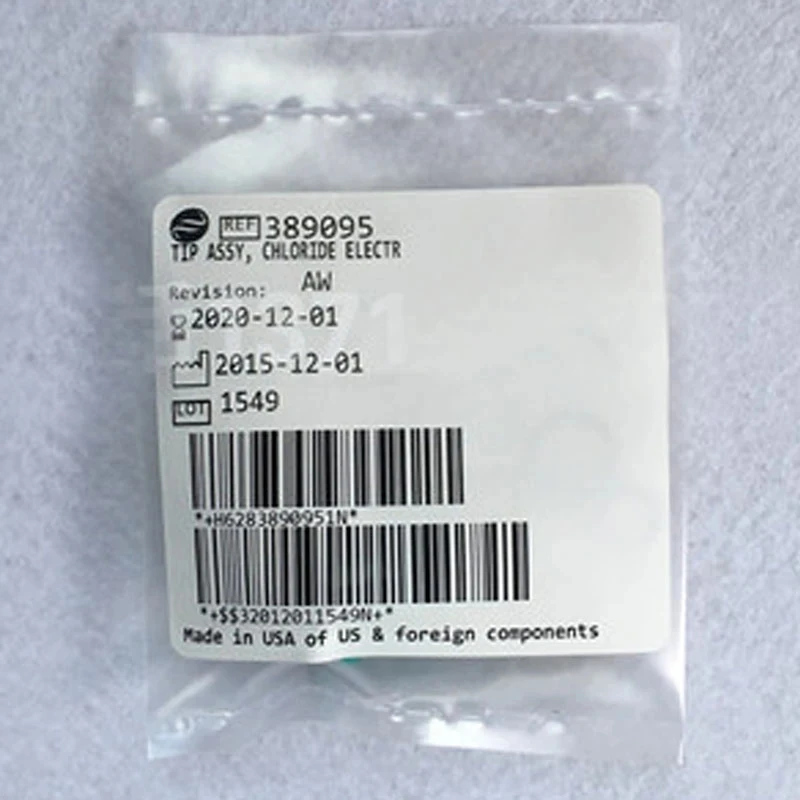 REF 389095
TIP ASSY, CHLORIDE ELECTR
Revision: AW
2020-12-01
2015-12-01
LOT 1549
*+H6283890951N*
*+$$32012011549N+*
Made in USA of US & foreign components